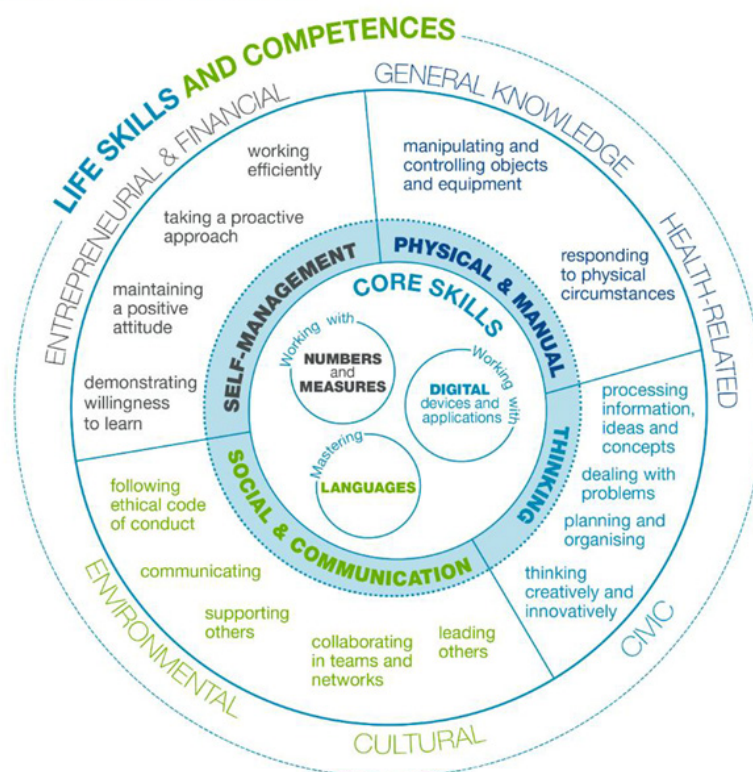 LIFE SKILLS AND COMPETENCES
ENTREPRENEURIAL & FINANCIAL
GENERAL KNOWLEDGE
HEALTH-RELATED
CIVIC
CULTURAL
ENVIRONMENTAL
SELF-MANAGEMENT
working
efficiently
taking a proactive
approach
maintaining
a positive
attitude
demonstrating
willingness
to learn
PHYSICAL & MANUAL
manipulating and
controlling objects
and equipment
responding
to physical
circumstances
THINKING
processing
information,
ideas and
concepts
dealing with
problems
planning and
organising
thinking
creatively and
innovatively
SOCIAL & COMMUNICATION
following
ethical code
of conduct
communicating
supporting
others
collaborating
in teams and
networks
leading
others
CORE SKILLS
Working with
NUMBERS
and
MEASURES
Working with
DIGITAL
devices and
applications
Mastering
LANGUAGES